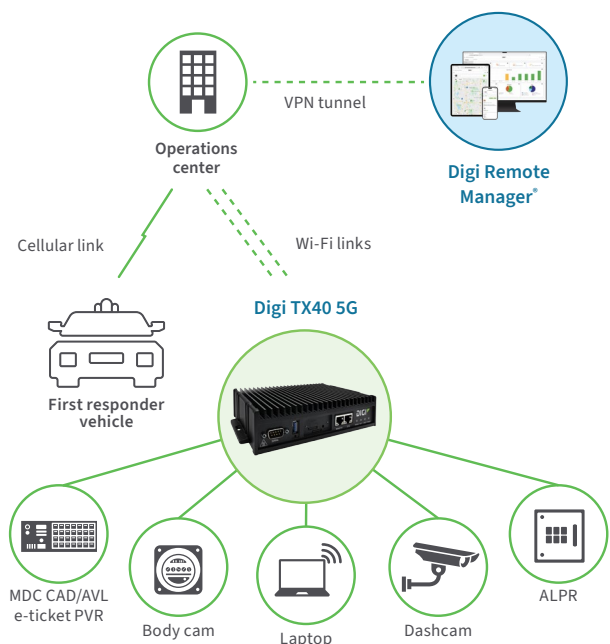 VPN tunnel
Operations
center
Digi Remote
Manager®
Cellular link
Wi-Fi links
Digi TX40 5G
DIGI
First responder
vehicle
MDC CAD/AVL
e-ticket PVR
Body cam
Laptop
Dashcam
ALPR